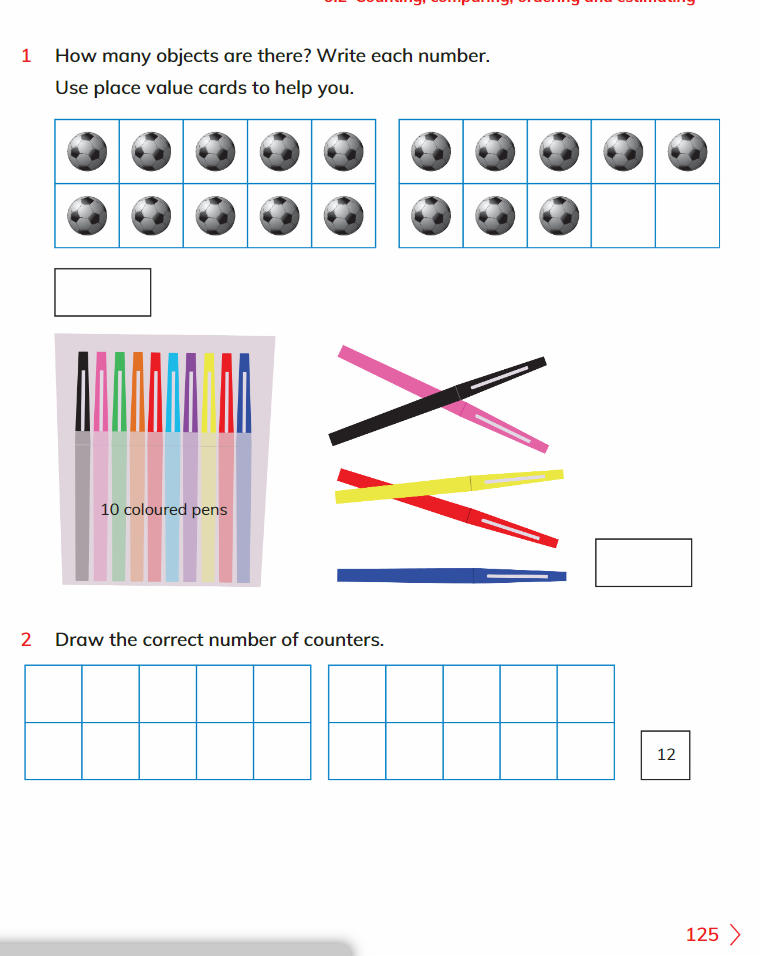 1 How many objects are there? Write each number.
Use place value cards to help you.
10 coloured pens
2 Draw the correct number of counters.
12
125